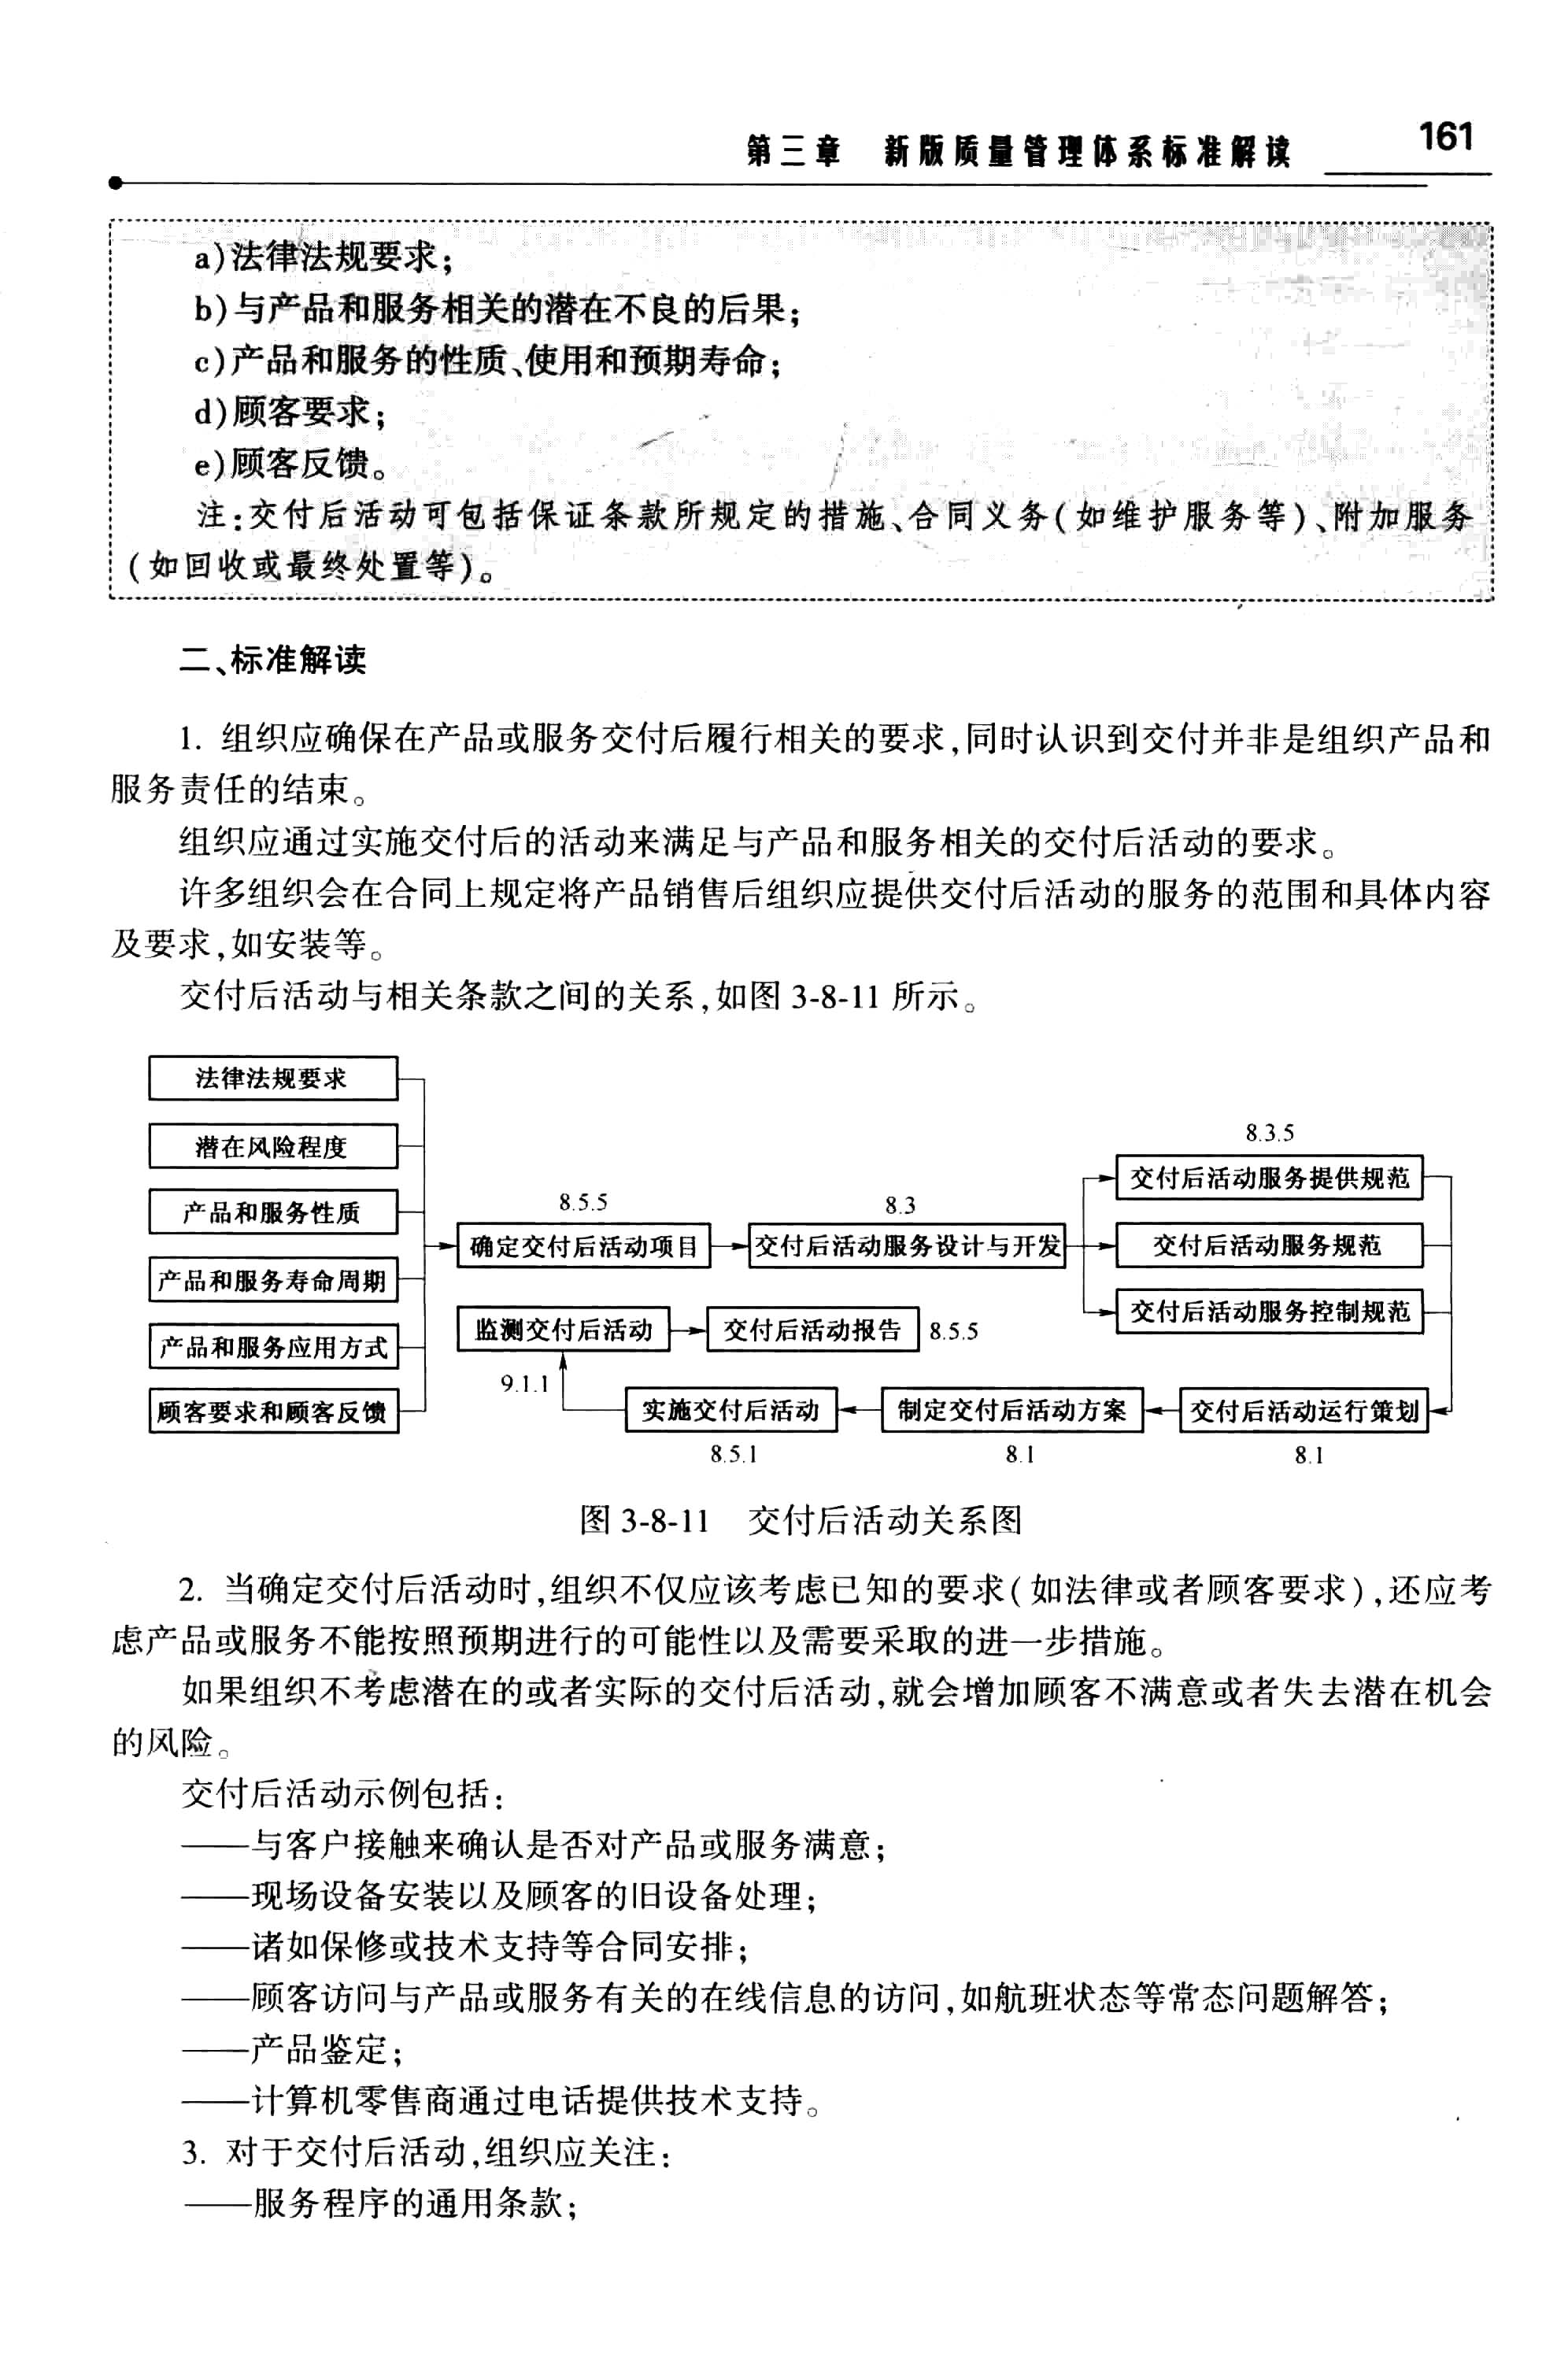 第三章 新版质量管理体系标准解读 161
a)法律法规要求;
b)与产品和服务相关的潜在不良的后果;
c)产品和服务的性质、使用和预期寿命;
d)顾客要求;
e)顾客反馈。
注:交付后活动可包括保证条款所规定的措施、合同义务(如维护服务等)、附加服务
(如回收或最终处置等)。
二、标准解读
1. 组织应确保在产品或服务交付后履行相关的要求,同时认识到交付并非是组织产品和
服务责任的结束。
组织应通过实施交付后的活动来满足与产品和服务相关的交付后活动的要求。
许多组织会在合同上规定将产品销售后组织应提供交付后活动的服务的范围和具体内容
及要求,如安装等。
交付后活动与相关条款之间的关系,如图 3-8-11 所示。
法律法规要求
潜在风险程度
产品和服务性质
产品和服务寿命周期
产品和服务应用方式
顾客要求和顾客反馈
8.5.5
确定交付后活动项目
8.3
交付后活动服务设计与开发
8.3.5
交付后活动服务提供规范
交付后活动服务规范
交付后活动服务控制规范
监测交付后活动
交付后活动报告
8.5.5
9.1.1
实施交付后活动
制定交付后活动方案
交付后活动运行策划
8.5.1
8.1
8.1
图 3-8-11 交付后活动关系图
2. 当确定交付后活动时,组织不仅应该考虑已知的要求(如法律或者顾客要求),还应考
虑产品或服务不能按照预期进行的可能性以及需要采取的进一步措施。
如果组织不考虑潜在的或者实际的交付后活动,就会增加顾客不满意或者失去潜在机会
的风险。
交付后活动示例包括:
——与客户接触来确认是否对产品或服务满意;
——现场设备安装以及顾客的旧设备处理;
——诸如保修或技术支持等合同安排;
——顾客访问与产品或服务有关的在线信息的访问,如航班状态等常态问题解答;
——产品鉴定;
——计算机零售商通过电话提供技术支持。
3. 对于交付后活动,组织应关注:
——服务程序的通用条款;